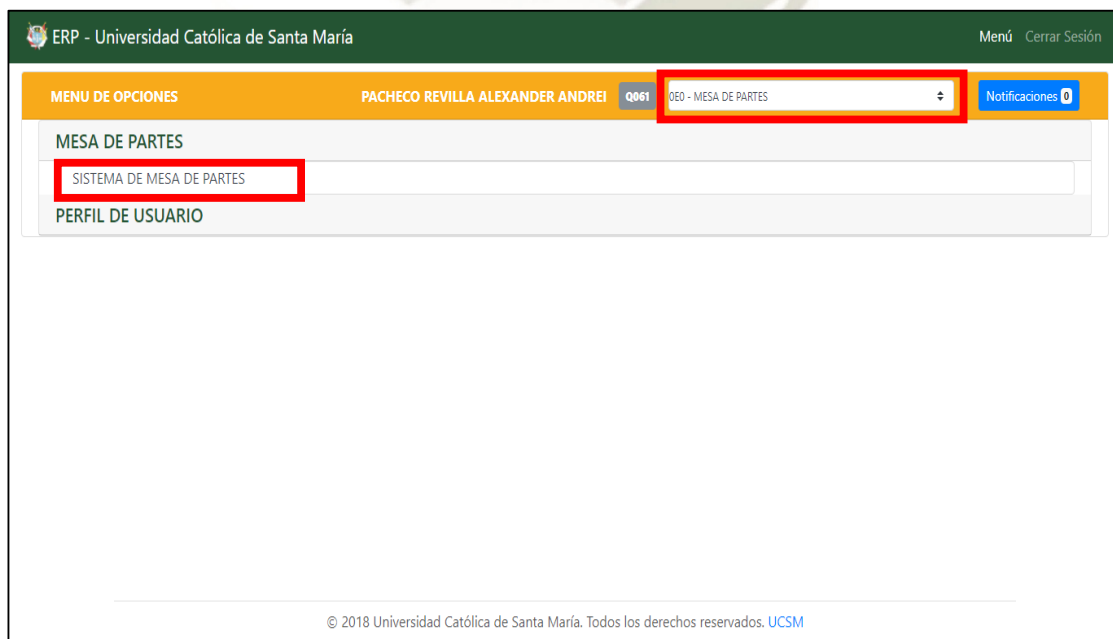 ERP - Universidad Católica de Santa María Menú Cerrar Sesión
MENU DE OPCIONES PACHECO REVILLA ALEXANDER ANDREI Q061 0E0 - MESA DE PARTES Notificaciones 0
MESA DE PARTES
SISTEMA DE MESA DE PARTES
PERFIL DE USUARIO
© 2018 Universidad Católica de Santa María. Todos los derechos reservados. UCSM